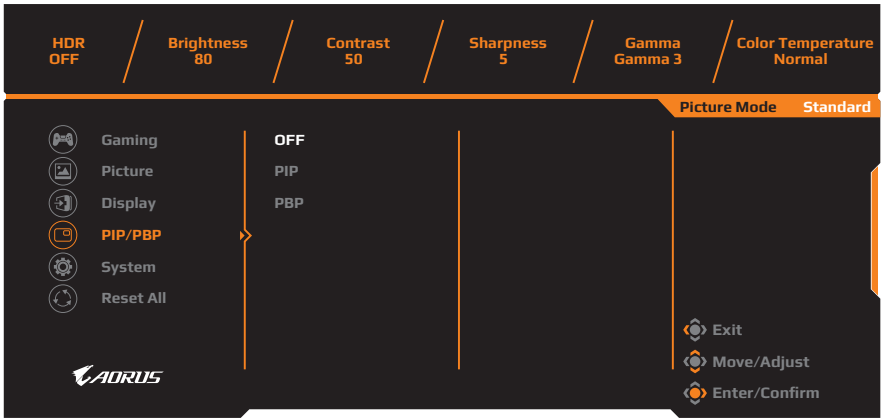 HDR
OFF
Brightness
80
Contrast
50
Sharpness
5
Gamma
Gamma 3
Color Temperature
Normal
Picture Mode Standard
Gaming
Picture
Display
PIP/PBP
System
Reset All
OFF
PIP
PBP
Exit
Move/Adjust
Enter/Confirm
AORUS